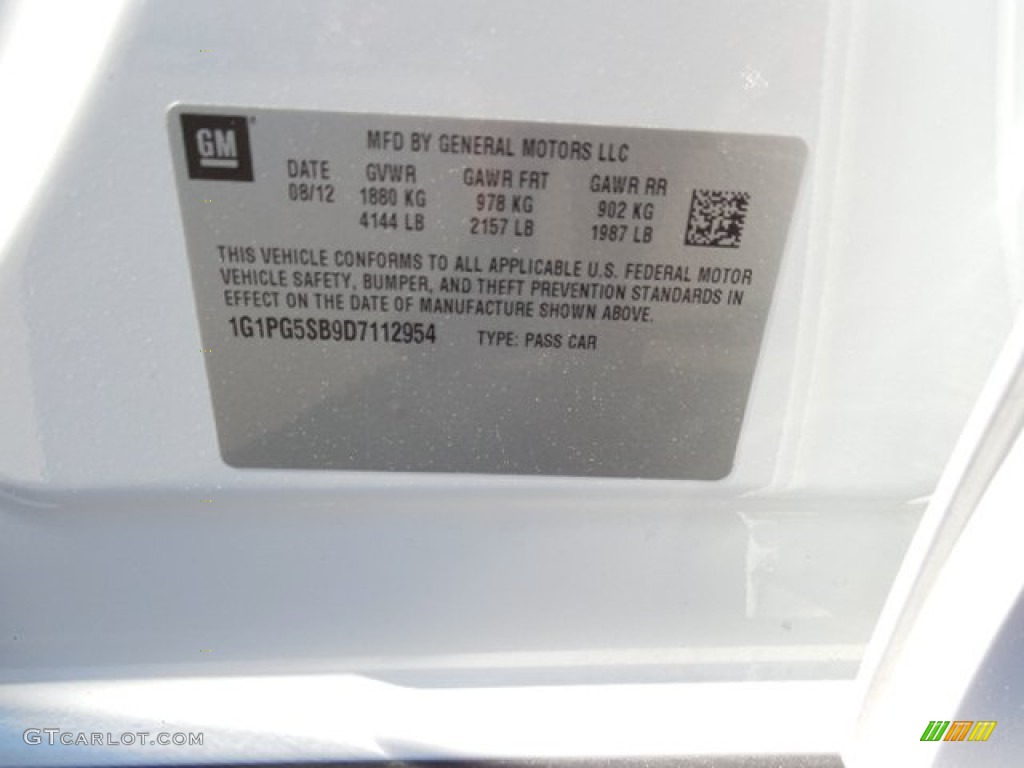 GM
MFD BY GENERAL MOTORS LLC
DATE GVWR GAWR FRT GAWR RR
08/12 1880 KG 978 KG 902 KG
4144 LB 2157 LB 1987 LB
THIS VEHICLE CONFORMS TO ALL APPLICABLE U.S. FEDERAL MOTOR
VEHICLE SAFETY, BUMPER, AND THEFT PREVENTION STANDARDS IN
EFFECT ON THE DATE OF MANUFACTURE SHOWN ABOVE.
1G1PG5SB9D7112954 TYPE: PASS CAR
GTCARLOT.COM